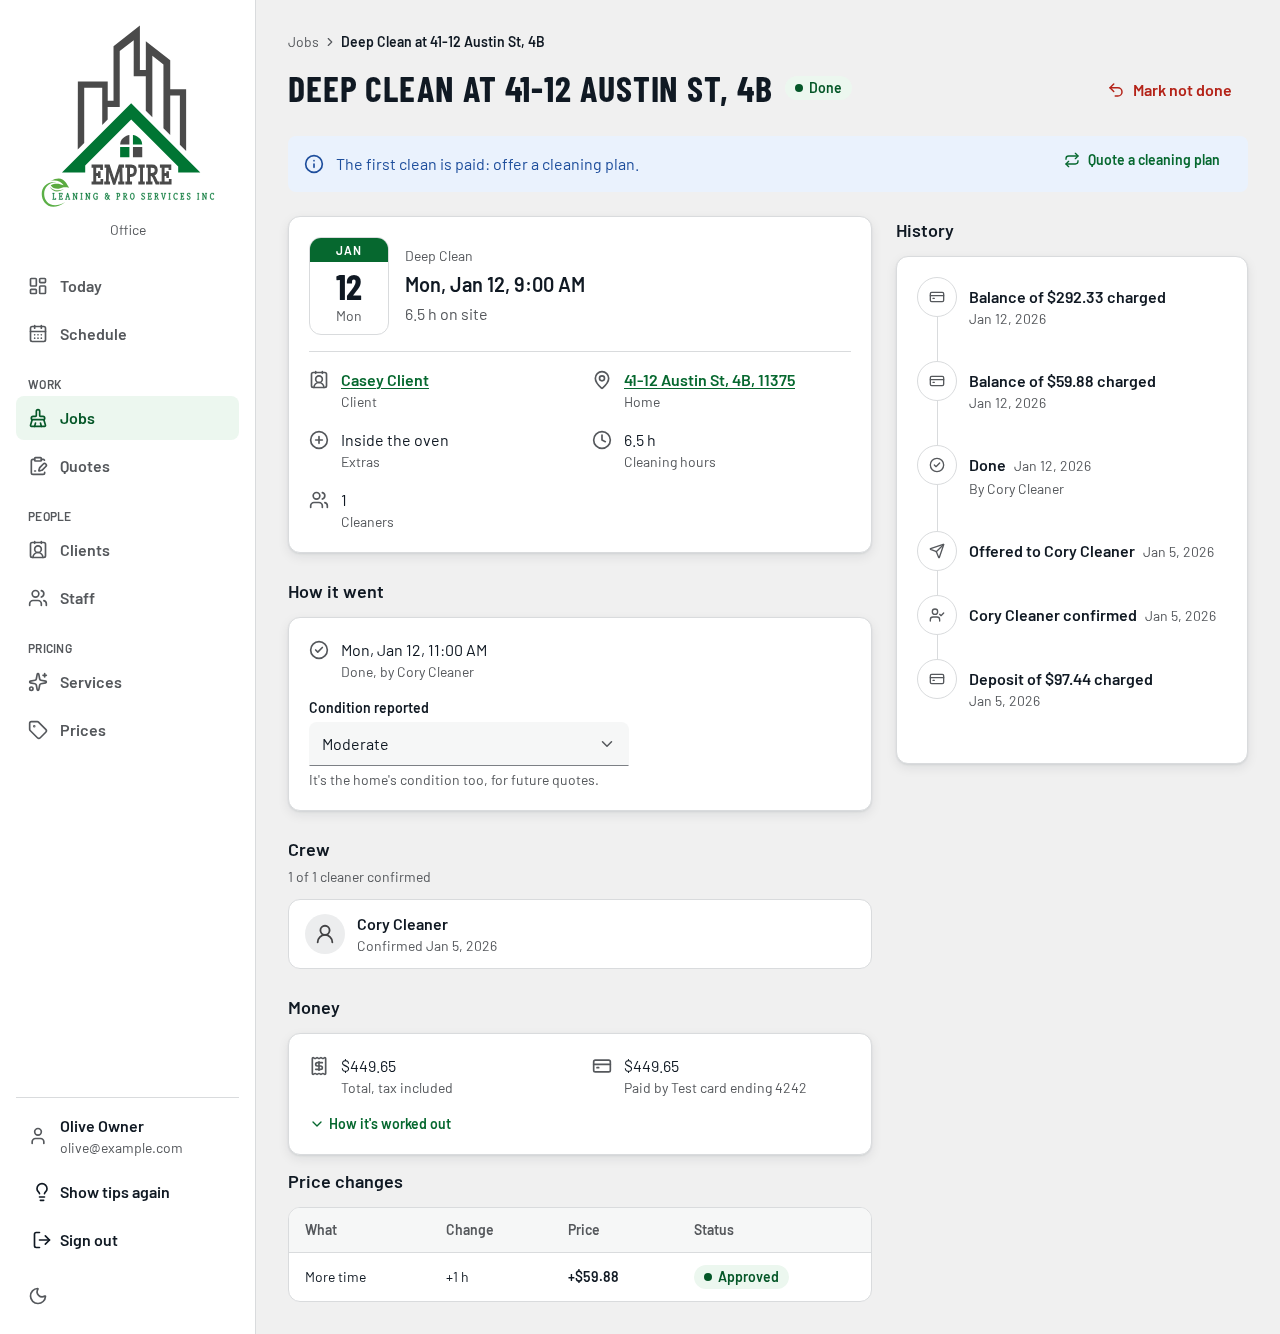 EMPIRE
LEANING & PRO SERVICES INC
Office
Today
Schedule
WORK
Jobs
Quotes
PEOPLE
Clients
Staff
PRICING
Services
Prices
Olive Owner
olive@example.com
Show tips again
Sign out
Jobs > Deep Clean at 41-12 Austin St, 4B
DEEP CLEAN AT 41-12 AUSTIN ST, 4B
Done
Mark not done
The first clean is paid: offer a cleaning plan.
Quote a cleaning plan
JAN
12
Mon
Deep Clean
Mon, Jan 12, 9:00 AM
6.5 h on site
Casey Client
Client
41-12 Austin St, 4B, 11375
Home
Inside the oven
Extras
6.5 h
Cleaning hours
1
Cleaners
How it went
Mon, Jan 12, 11:00 AM
Done, by Cory Cleaner
Condition reported
Moderate
It's the home's condition too, for future quotes.
Crew
1 of 1 cleaner confirmed
Cory Cleaner
Confirmed Jan 5, 2026
Money
$449.65
Total, tax included
$449.65
Paid by Test card ending 4242
How it's worked out
Price changes
What Change Price Status
More time +1 h +$59.88 Approved
History
Balance of $292.33 charged
Jan 12, 2026
Balance of $59.88 charged
Jan 12, 2026
Done Jan 12, 2026
By Cory Cleaner
Offered to Cory Cleaner Jan 5, 2026
Cory Cleaner confirmed Jan 5, 2026
Deposit of $97.44 charged
Jan 5, 2026